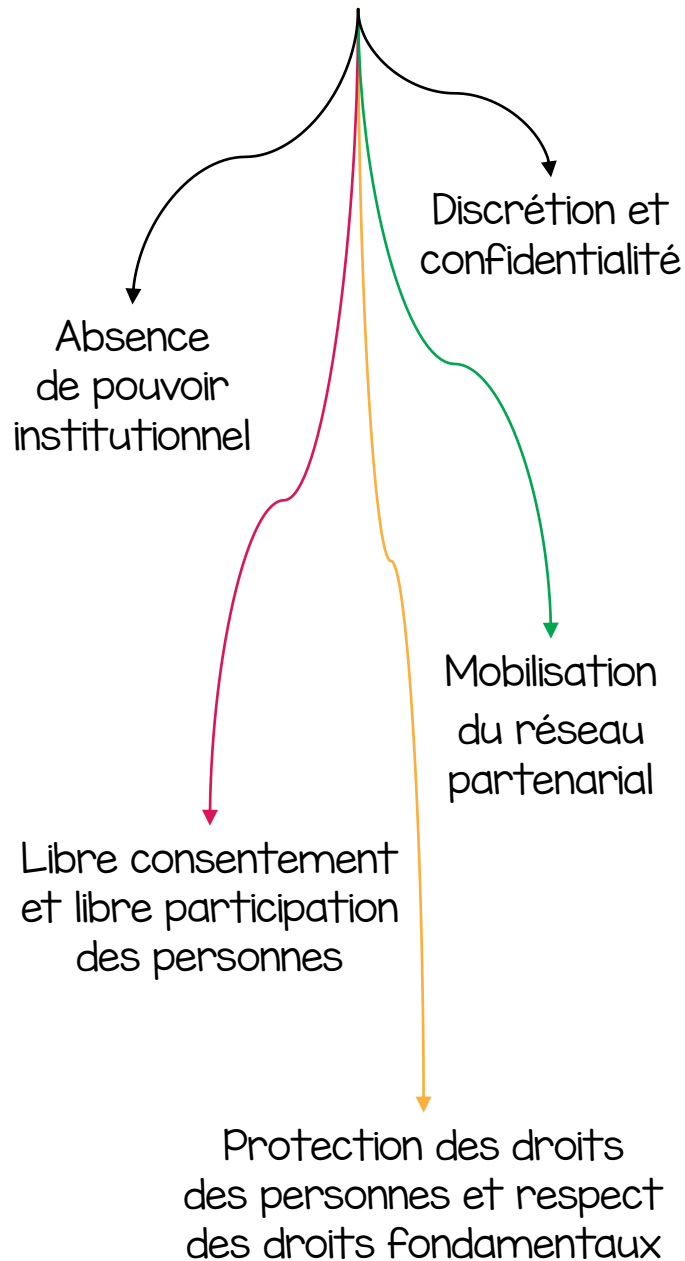 Discrétion et
confidentialité
Absence
de pouvoir
institutionnel
Mobilisation
du réseau
partenarial
Libre consentement
et libre participation
des personnes
Protection des droits
des personnes et respect
des droits fondamentaux